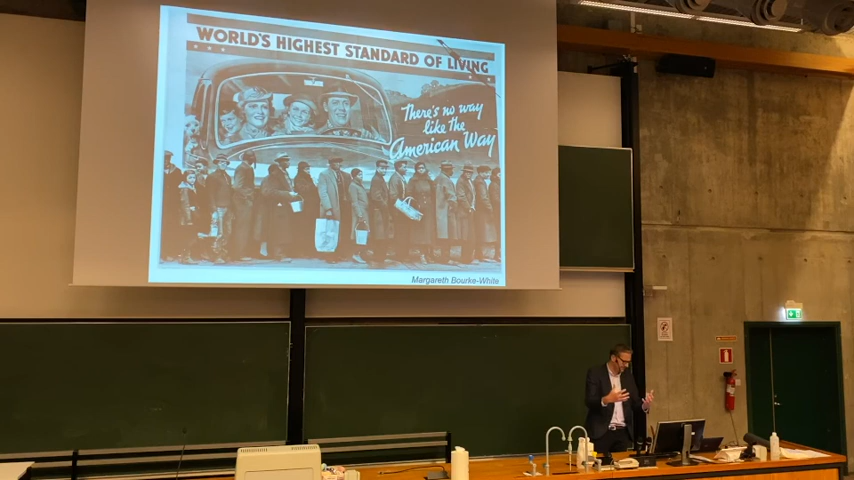 WORLD'S HIGHEST STANDARD OF LIVING
There's no way
like the
American Way
Margareth Bourke-White